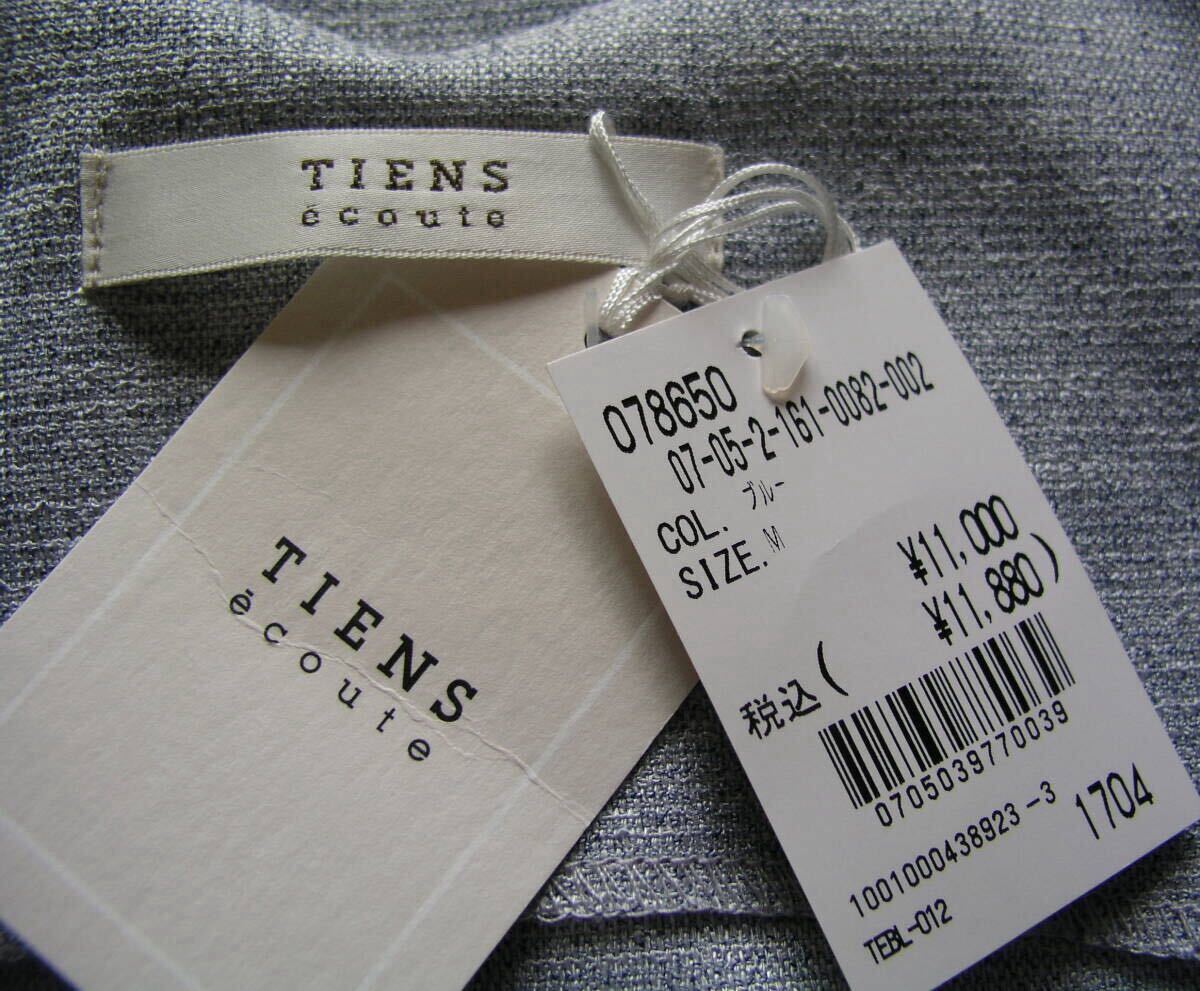 TIENS
écoute
TIENS
écoute
078650
07-05-2-161-0082-002
COL. ブルー
SIZE. M
¥11,000
税込( ¥11,880)
0705039770039
1001000438923-3 1704
TEBL-012